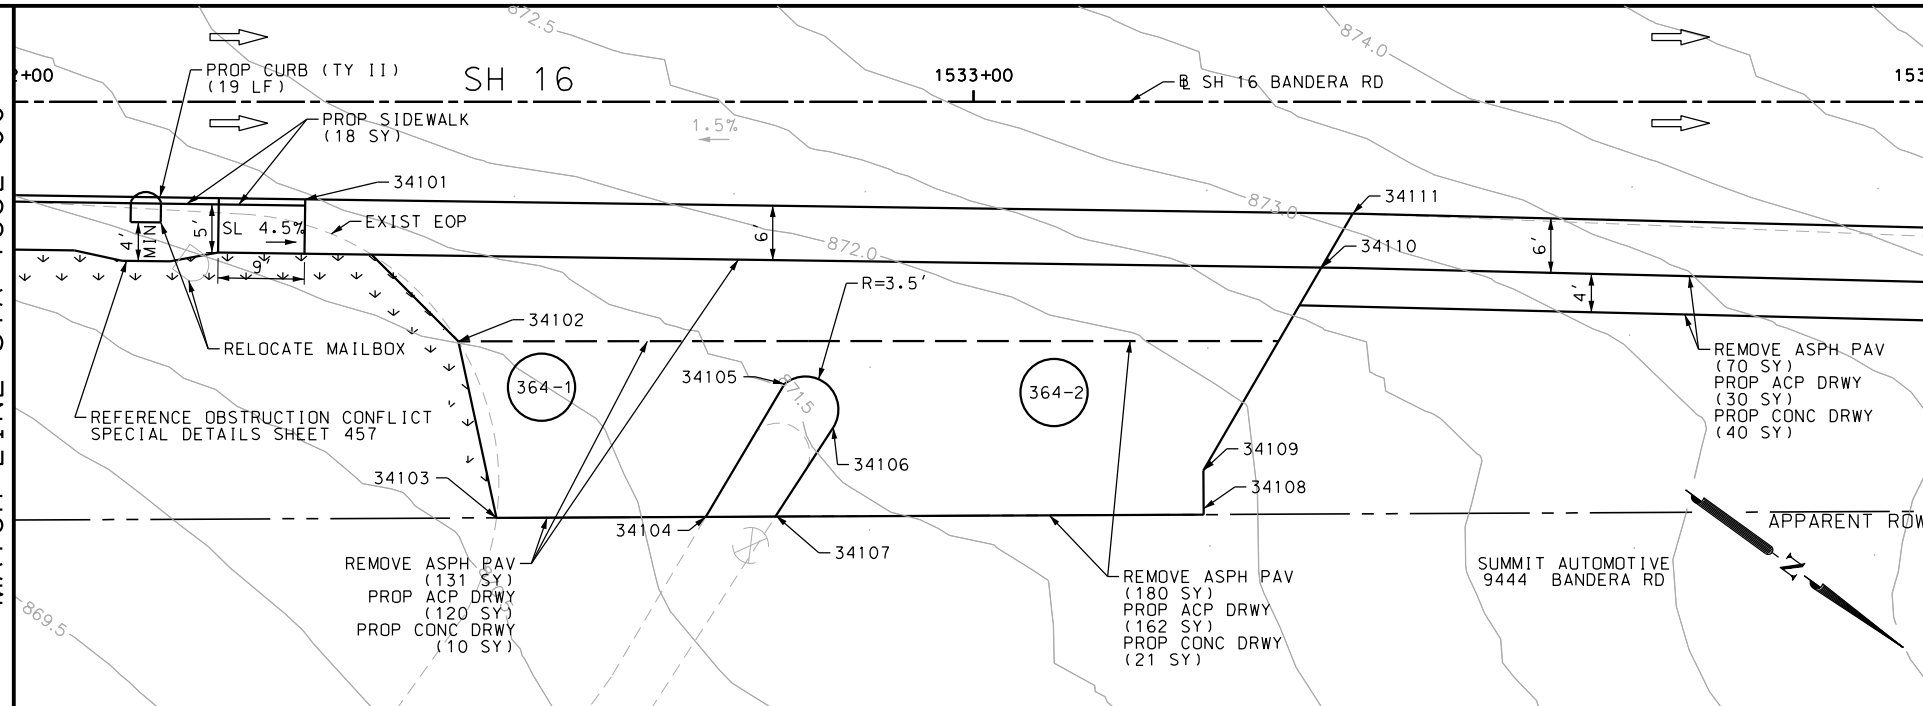 872.5
874.0
+00
PROP CURB (TY II)
(19 LF)
SH 16
1533+00
℄ SH 16 BANDERA RD
153
PROP SIDEWALK
(18 SY)
1.5%
34101
34111
873.0
EXIST EOP
SL 4.5%
5'
4'
MIN
6'
872.0
34110
6'
9'
R=3.5'
4'
34102
RELOCATE MAILBOX
REMOVE ASPH PAV
(70 SY)
PROP ACP DRWY
(30 SY)
PROP CONC DRWY
(40 SY)
34105
364-1
871.5
364-2
REFERENCE OBSTRUCTION CONFLICT
SPECIAL DETAILS SHEET 457
34109
34106
34103
34108
34104
APPARENT ROW
34107
REMOVE ASPH PAV
(131 SY)
PROP ACP DRWY
(120 SY)
PROP CONC DRWY
(10 SY)
SUMMIT AUTOMOTIVE
9444 BANDERA RD
N
REMOVE ASPH PAV
(180 SY)
PROP ACP DRWY
(162 SY)
PROP CONC DRWY
(21 SY)
869.5